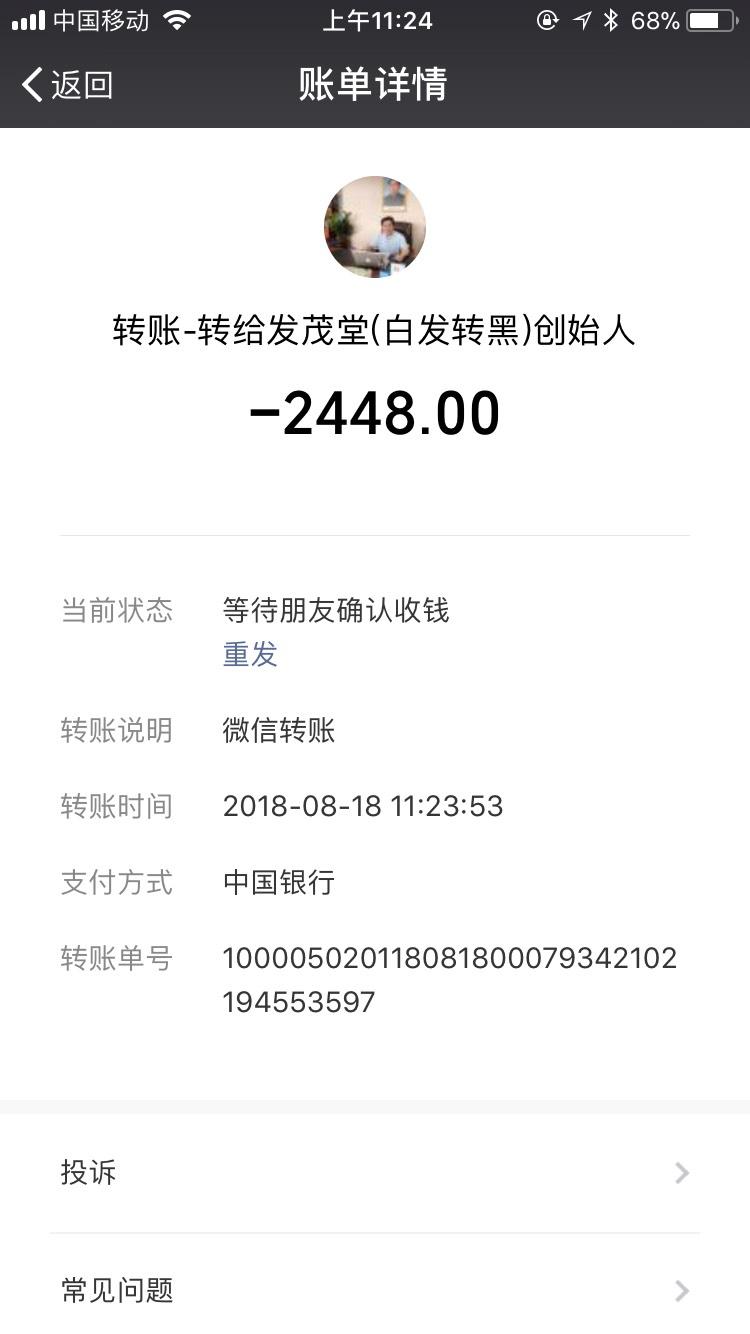 中国移动 上午11:24 68%
返回 账单详情
转账-转给发茂堂(白发转黑)创始人
-2448.00
当前状态 等待朋友确认收钱
重发
转账说明 微信转账
转账时间 2018-08-18 11:23:53
支付方式 中国银行
转账单号 100005020118081800079342102
194553597
投诉
常见问题